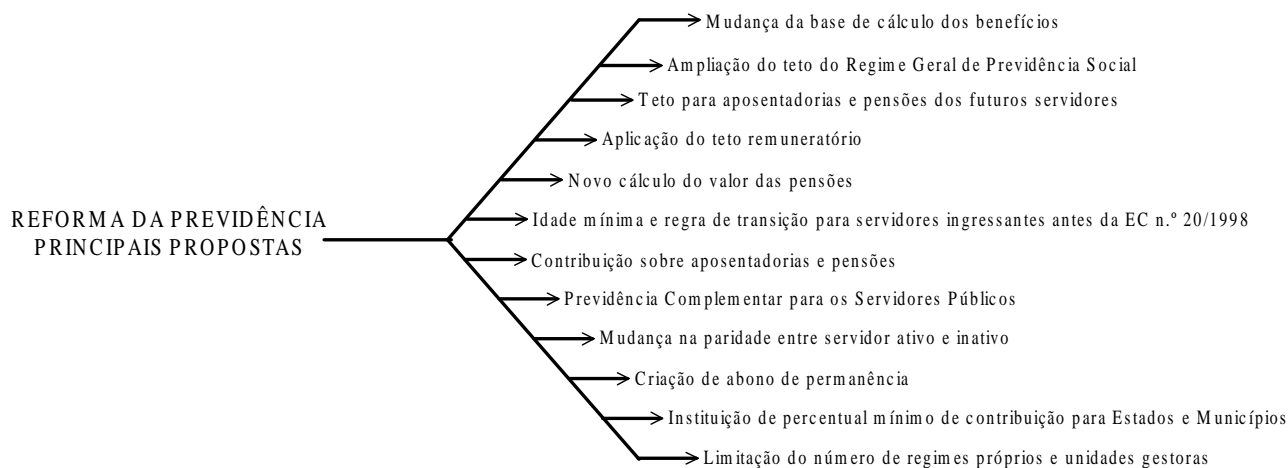 Mudança da base de cálculo dos benefícios
Ampliação do teto do Regime Geral de Previdência Social
Teto para aposentadorias e pensões dos futuros servidores
Aplicação do teto remuneratório
Novo cálculo do valor das pensões
REFORMA DA PREVIDÊNCIA
PRINCIPAIS PROPOSTAS
Idade mínima e regra de transição para servidores ingressantes antes da EC n.º 20/1998
Contribuição sobre aposentadorias e pensões
Previdência Complementar para os Servidores Públicos
Mudança na paridade entre servidor ativo e inativo
Criação de abono de permanência
Instituição de percentual mínimo de contribuição para Estados e Municípios
Limitação do número de regimes próprios e unidades gestoras